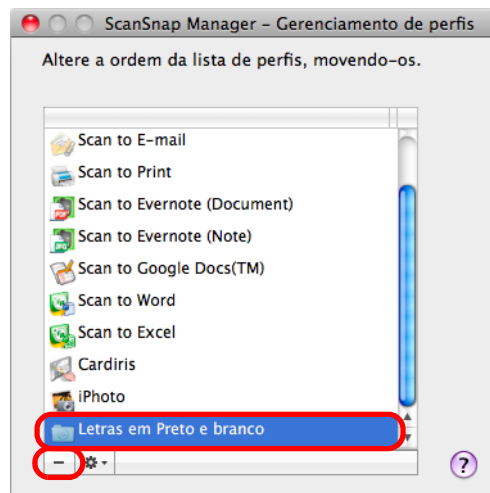 ScanSnap Manager – Gerenciamento de perfis
Altere a ordem da lista de perfis, movendo-os.
Scan to E-mail
Scan to Print
Scan to Evernote (Document)
Scan to Evernote (Note)
Scan to Google Docs(TM)
Scan to Word
Scan to Excel
Cardiris
iPhoto
Letras em Preto e branco